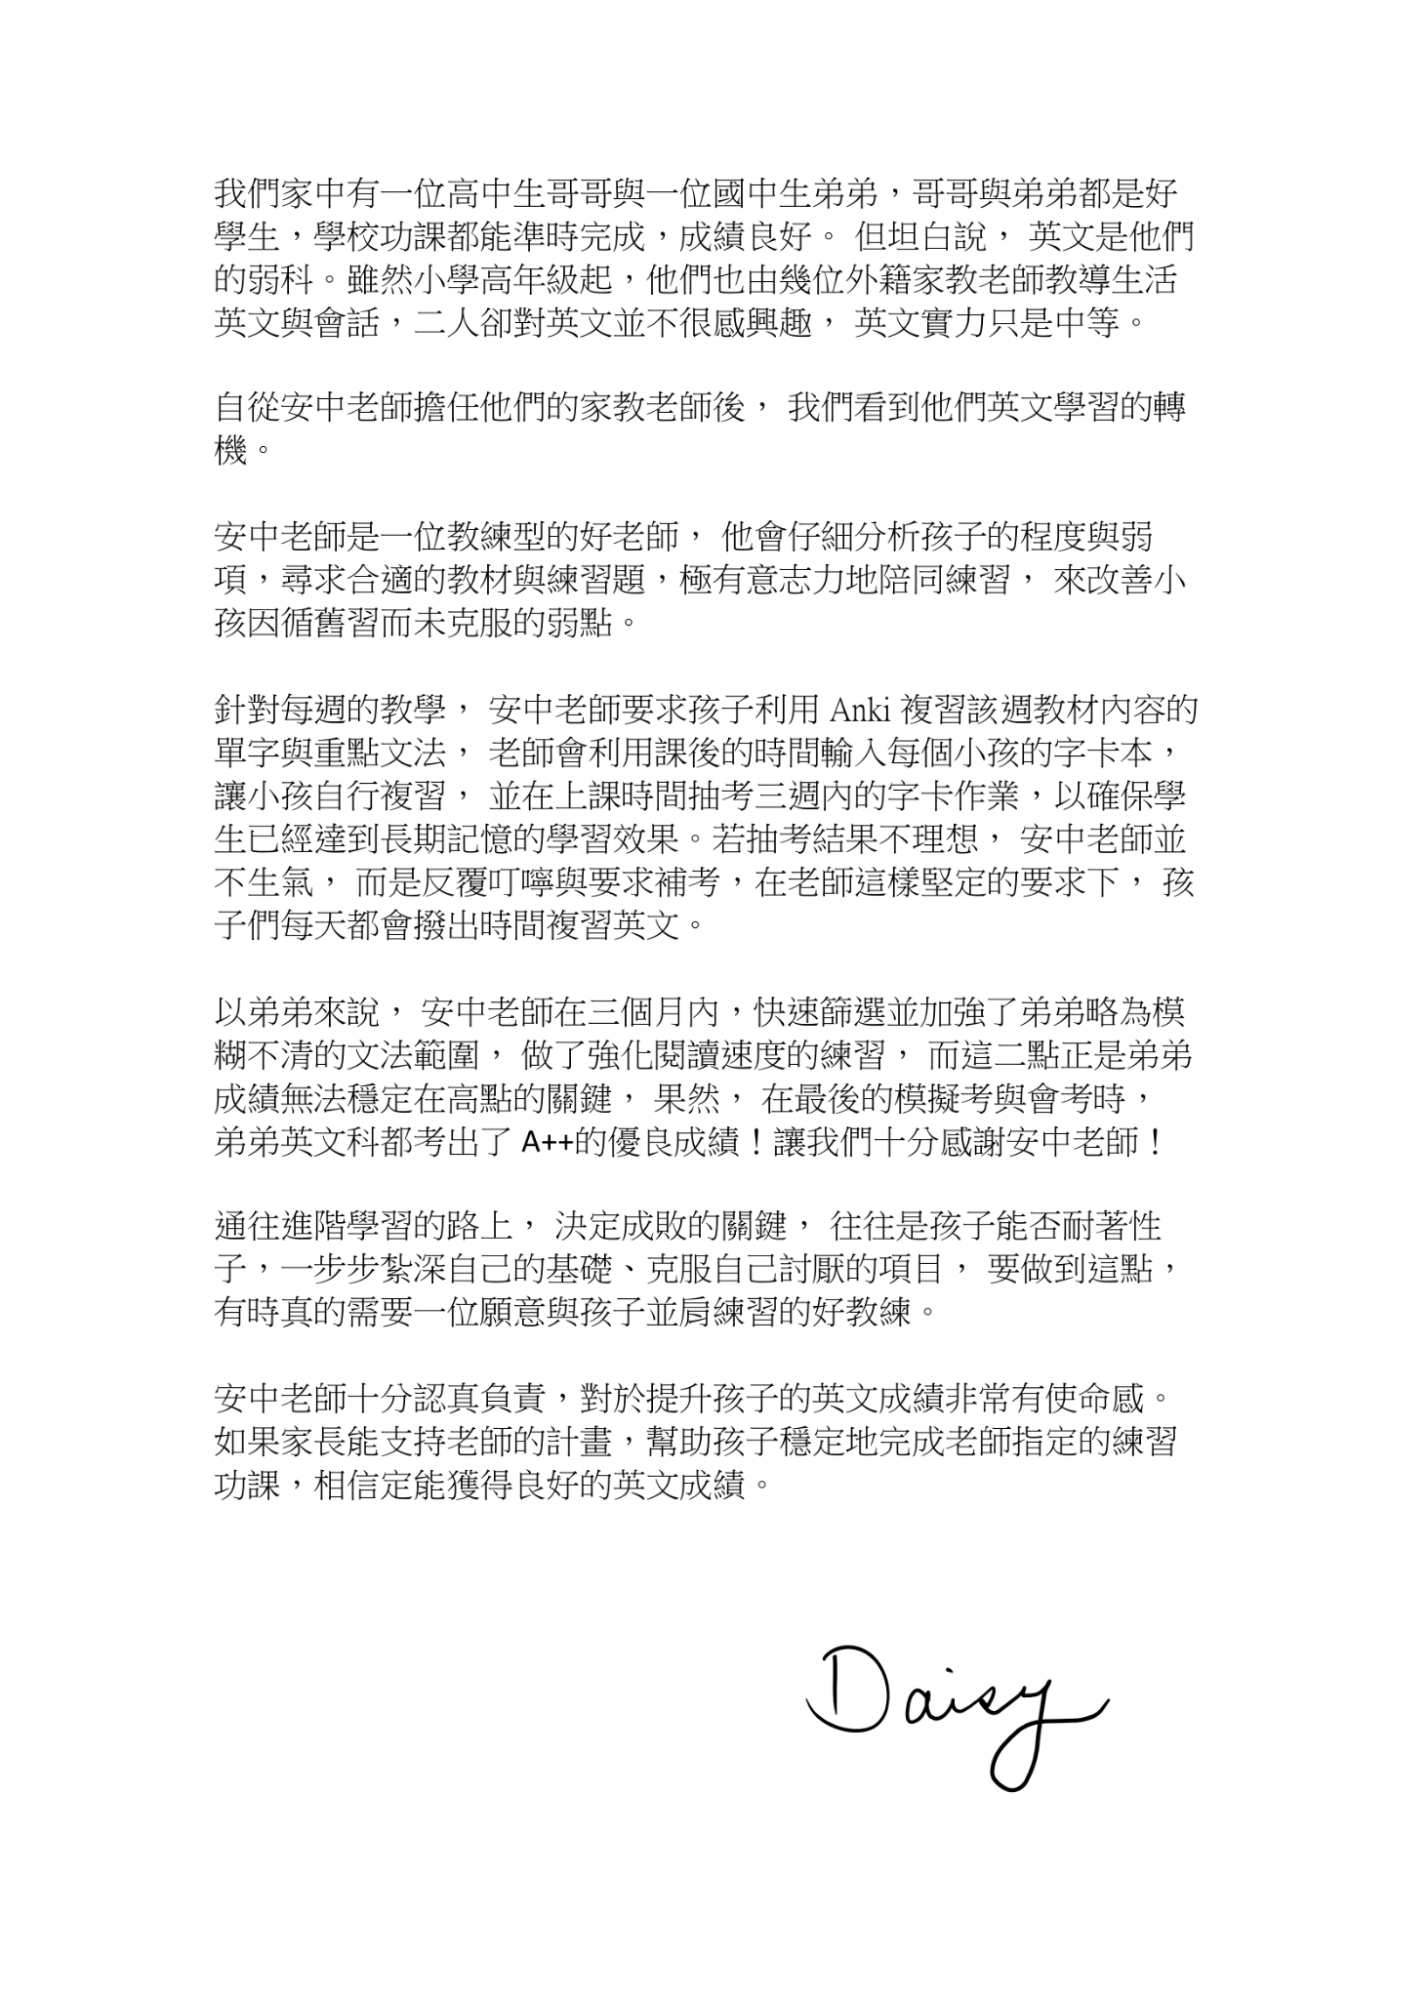 我們家中有一位高中生哥哥與一位國中生弟弟，哥哥與弟弟都是好
學生，學校功課都能準時完成，成績良好。 但坦白說， 英文是他們
的弱科。雖然小學高年級起，他們也由幾位外籍家教老師教導生活
英文與會話，二人卻對英文並不很感興趣， 英文實力只是中等。
自從安中老師擔任他們的家教老師後， 我們看到他們英文學習的轉
機。
安中老師是一位教練型的好老師， 他會仔細分析孩子的程度與弱
項，尋求合適的教材與練習題，極有意志力地陪同練習， 來改善小
孩因循舊習而未克服的弱點。
針對每週的教學， 安中老師要求孩子利用 Anki 複習該週教材內容的
單字與重點文法， 老師會利用課後的時間輸入每個小孩的字卡本，
讓小孩自行複習， 並在上課時間抽考三週內的字卡作業，以確保學
生已經達到長期記憶的學習效果。若抽考結果不理想， 安中老師並
不生氣， 而是反覆叮嚀與要求補考，在老師這樣堅定的要求下， 孩
子們每天都會撥出時間複習英文。
以弟弟來說， 安中老師在三個月內，快速篩選並加強了弟弟略為模
糊不清的文法範圍， 做了強化閱讀速度的練習， 而這二點正是弟弟
成績無法穩定在高點的關鍵， 果然， 在最後的模擬考與會考時，
弟弟英文科都考出了 A++的優良成績！讓我們十分感謝安中老師！
通往進階學習的路上， 決定成敗的關鍵， 往往是孩子能否耐著性
子，一步步紮深自己的基礎、克服自己討厭的項目， 要做到這點，
有時真的需要一位願意與孩子並肩練習的好教練。
安中老師十分認真負責，對於提升孩子的英文成績非常有使命感。
如果家長能支持老師的計畫，幫助孩子穩定地完成老師指定的練習
功課，相信定能獲得良好的英文成績。
Daisy